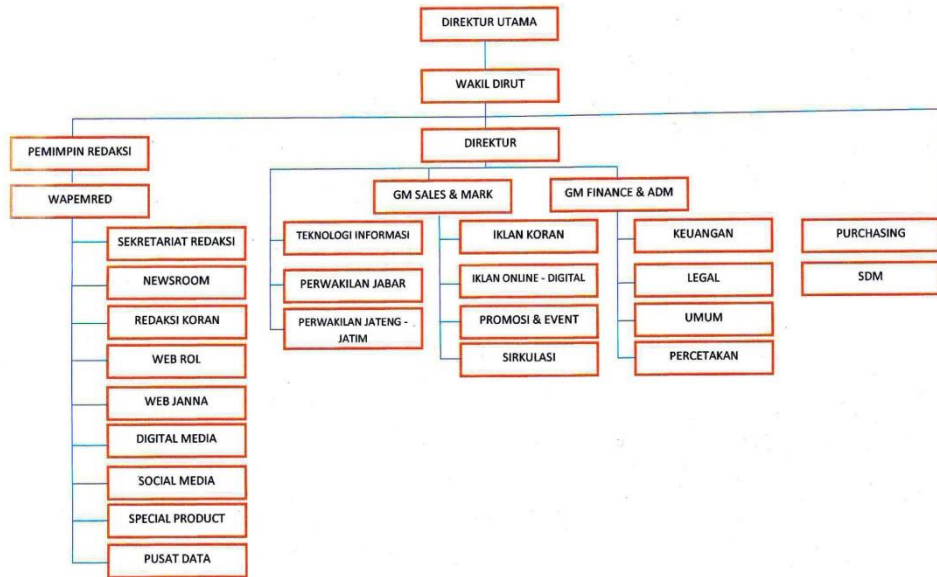 DIREKTUR UTAMA
WAKIL DIRUT
PEMIMPIN REDAKSI
DIREKTUR
WAPEMRED
GM SALES & MARK
GM FINANCE & ADM
SEKRETARIAT REDAKSI
NEWSROOM
REDAKSI KORAN
WEB ROL
WEB JANNA
DIGITAL MEDIA
SOCIAL MEDIA
SPECIAL PRODUCT
PUSAT DATA
TEKNOLOGI INFORMASI
PERWAKILAN JABAR
PERWAKILAN JATENG -
JATIM
IKLAN KORAN
IKLAN ONLINE - DIGITAL
PROMOSI & EVENT
SIRKULASI
KEUANGAN
LEGAL
UMUM
PERCETAKAN
PURCHASING
SDM